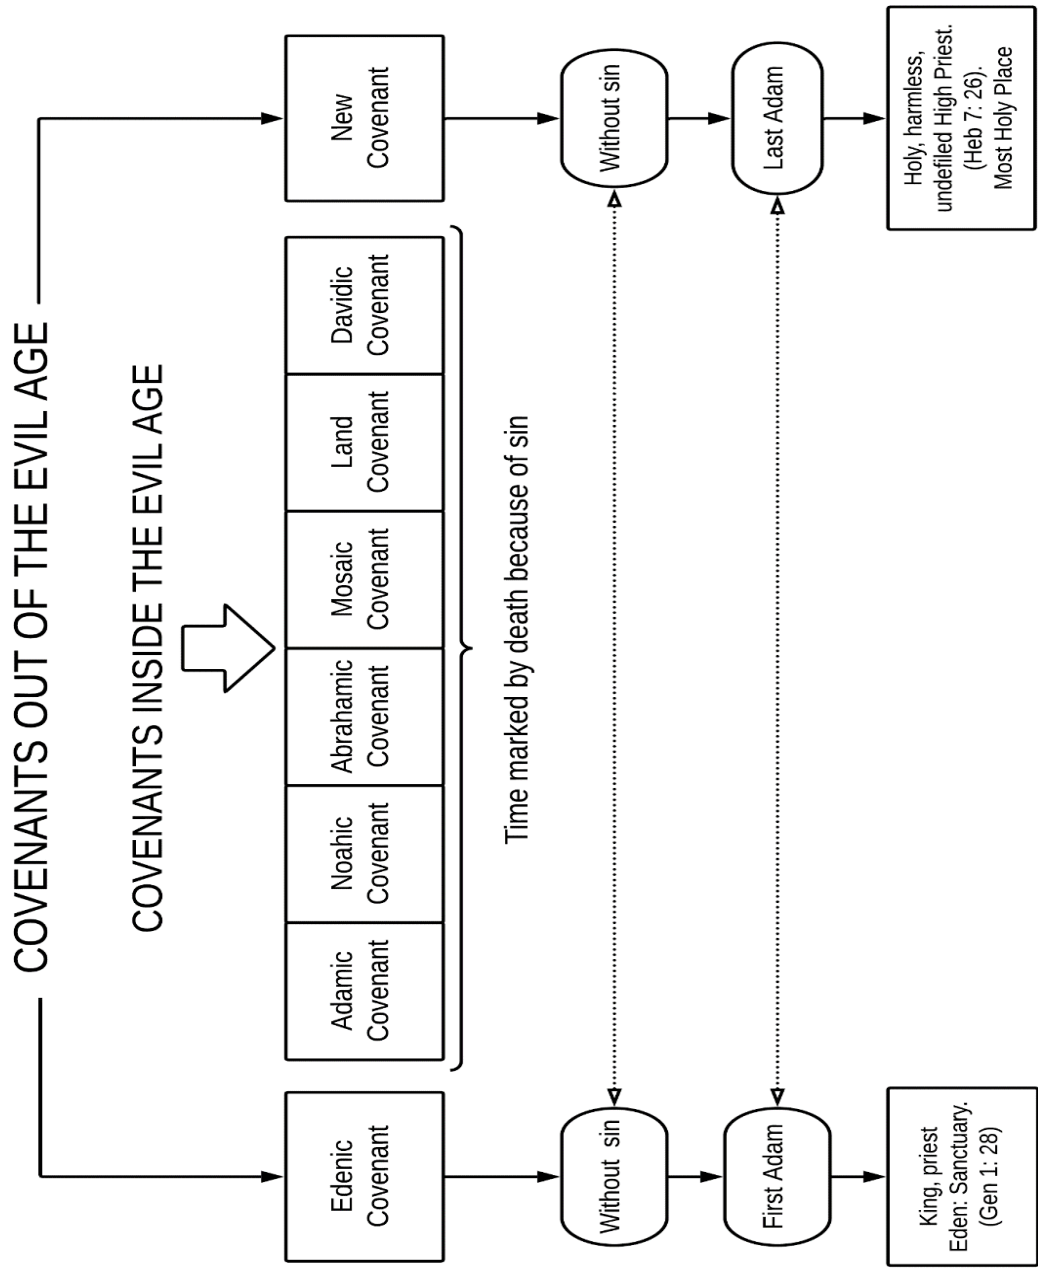 COVENANTS OUT OF THE EVIL AGE
COVENANTS INSIDE THE EVIL AGE
Edenic
Covenant
Adamic
Covenant
Noahic
Covenant
Abrahamic
Covenant
Mosaic
Covenant
Land
Covenant
Davidic
Covenant
New
Covenant
Time marked by death because of sin
Without sin
Without sin
First Adam
Last Adam
King, priest
Eden: Sanctuary.
(Gen 1: 28)
Holy, harmless,
undefiled High Priest.
(Heb 7: 26).
Most Holy Place